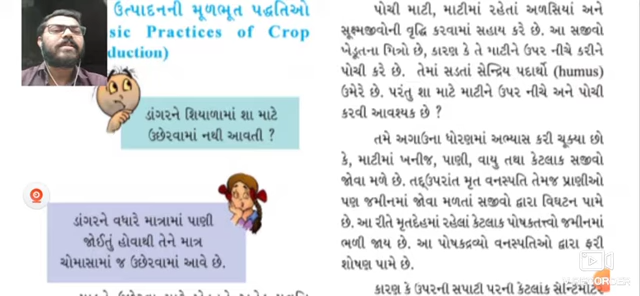 ઉત્પાદનની મૂળભૂત પદ્ધતિઓ
sic Practices of Crop
duction)
ડાંગરને શિયાળામાં શા માટે
ઉછેરવામાં નથી આવતી ?
ડાંગરને વધારે માત્રામાં પાણી
જોઈતું હોવાથી તેને માત્ર
ચોમાસામાં જ ઉછેરવામાં આવે છે.
પોચી માટી, માટીમાં રહેતાં અળસિયાં અને
સૂક્ષ્મજીવોની વૃદ્ધિ કરવામાં સહાય કરે છે. આ સજીવો
ખેડૂતના મિત્રો છે, કારણ કે તે માટીને ઉપર નીચે કરીને
પોચી કરે છે. તેમાં સડતાં સેન્દ્રિય પદાર્થો (humus)
ઉમેરે છે. પરંતુ શા માટે માટીને ઉપર નીચે અને પોચી
કરવી આવશ્યક છે ?
તમે અગાઉના ધોરણમાં અભ્યાસ કરી ચૂક્યા છો
કે, માટીમાં ખનીજ, પાણી, વાયુ તથા કેટલાક સજીવો
જોવા મળે છે. તદ્દઉપરાંત મૃત વનસ્પતિ તેમજ પ્રાણીઓ
પણ જમીનમાં જોવા મળતાં સજીવો દ્વારા વિઘટન પામે
છે. આ રીતે મૃતદેહમાં રહેલાં કેટલાક પોષકતત્ત્વો જમીનમાં
ભળી જાય છે. આ પોષકદ્રવ્યો વનસ્પતિઓ દ્વારા ફરી
શોષણ પામે છે.
કારણ કે ઉપરની સપાટી પરની કેટલાંક સેન્ટિમીટર